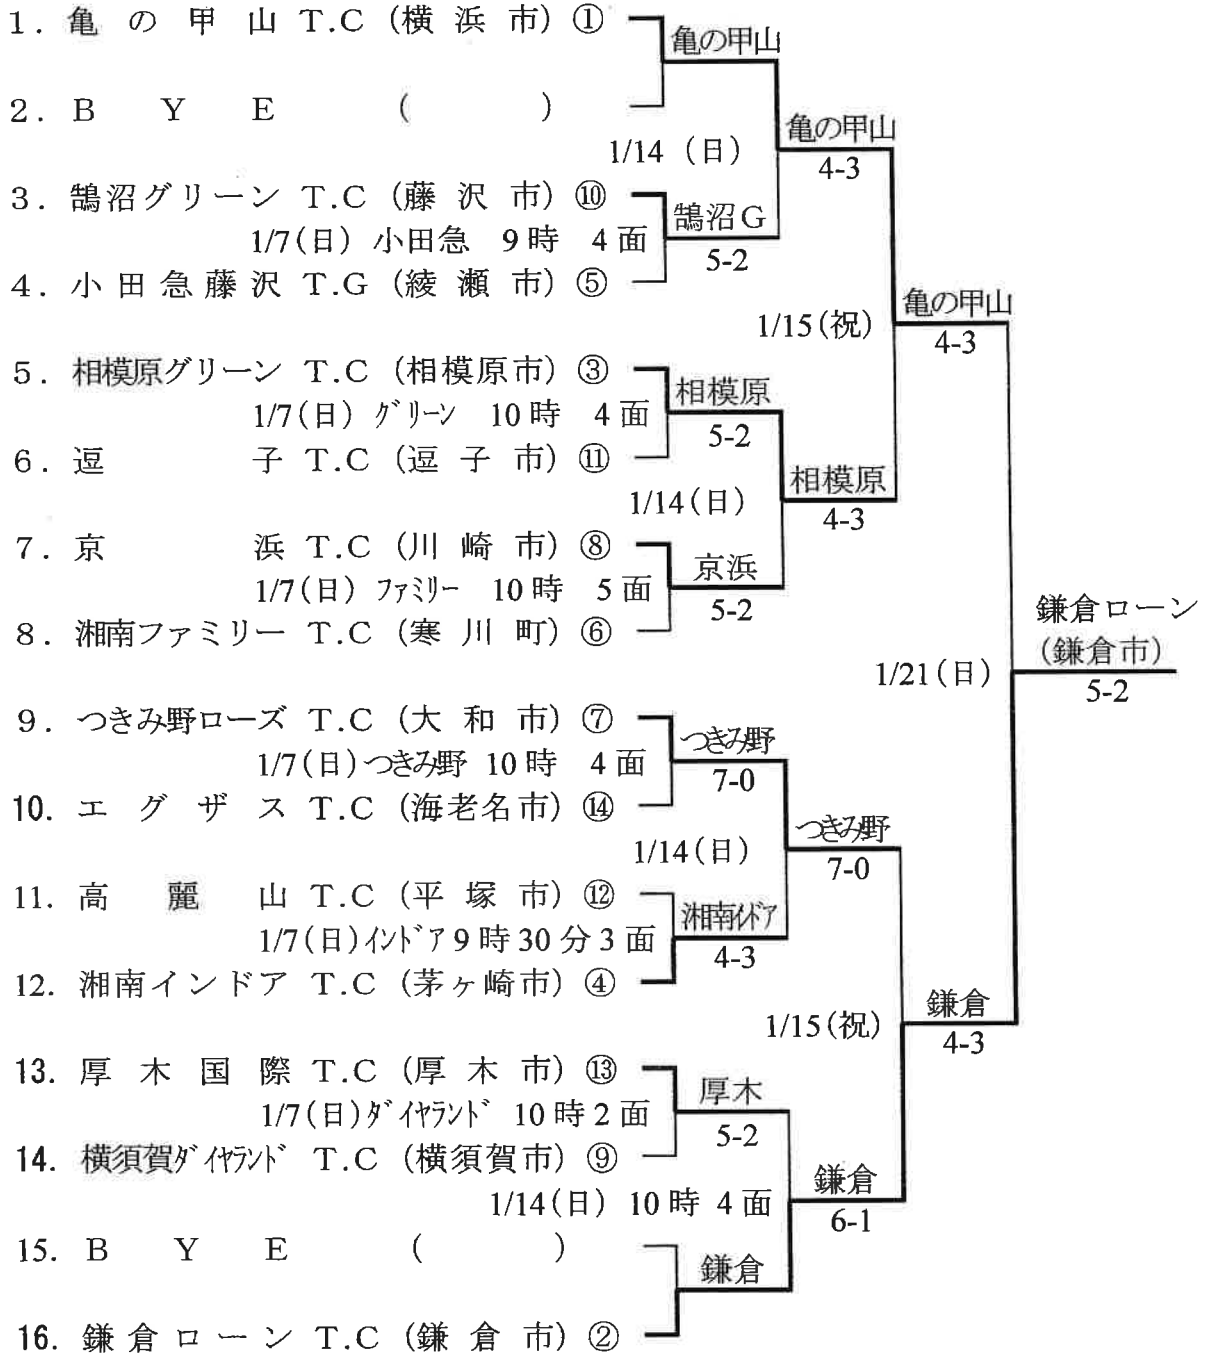 1. 亀の甲山 T.C (横浜市) ①
亀の甲山
2. BYE ( )
亀の甲山
1/14 (日)
4-3
3. 鵠沼グリーン T.C (藤沢市) ⑩
鵠沼G
1/7(日) 小田急 9時 4面
5-2
4. 小田急藤沢 T.G (綾瀬市) ⑤
亀の甲山
1/15(祝)
4-3
5. 相模原グリーン T.C (相模原市) ③
相模原
1/7(日) グリーン 10時 4面
5-2
6. 逗子 T.C (逗子市) ⑪
相模原
1/14(日)
4-3
7. 京浜 T.C (川崎市) ⑧
京浜
1/7(日) ファミリー 10時 5面
5-2
8. 湘南ファミリー T.C (寒川町) ⑥
鎌倉ローン
(鎌倉市)
1/21(日)
5-2
9. つきみ野ローズ T.C (大和市) ⑦
つきみ野
1/7(日)つきみ野 10時 4面
7-0
10. エグザス T.C (海老名市) ⑭
つきみ野
1/14(日)
7-0
11. 高麗山 T.C (平塚市) ⑫
湘南インドア
1/7(日)インドア9時30分3面
4-3
12. 湘南インドア T.C (茅ヶ崎市) ④
鎌倉
1/15(祝)
4-3
13. 厚木国際 T.C (厚木市) ⑬
厚木
1/7(日)ダイヤランド 10時2面
5-2
14. 横須賀ダイヤランド T.C (横須賀市) ⑨
鎌倉
1/14(日) 10時 4面
6-1
15. BYE ( )
鎌倉
16. 鎌倉ローン T.C (鎌倉市) ②